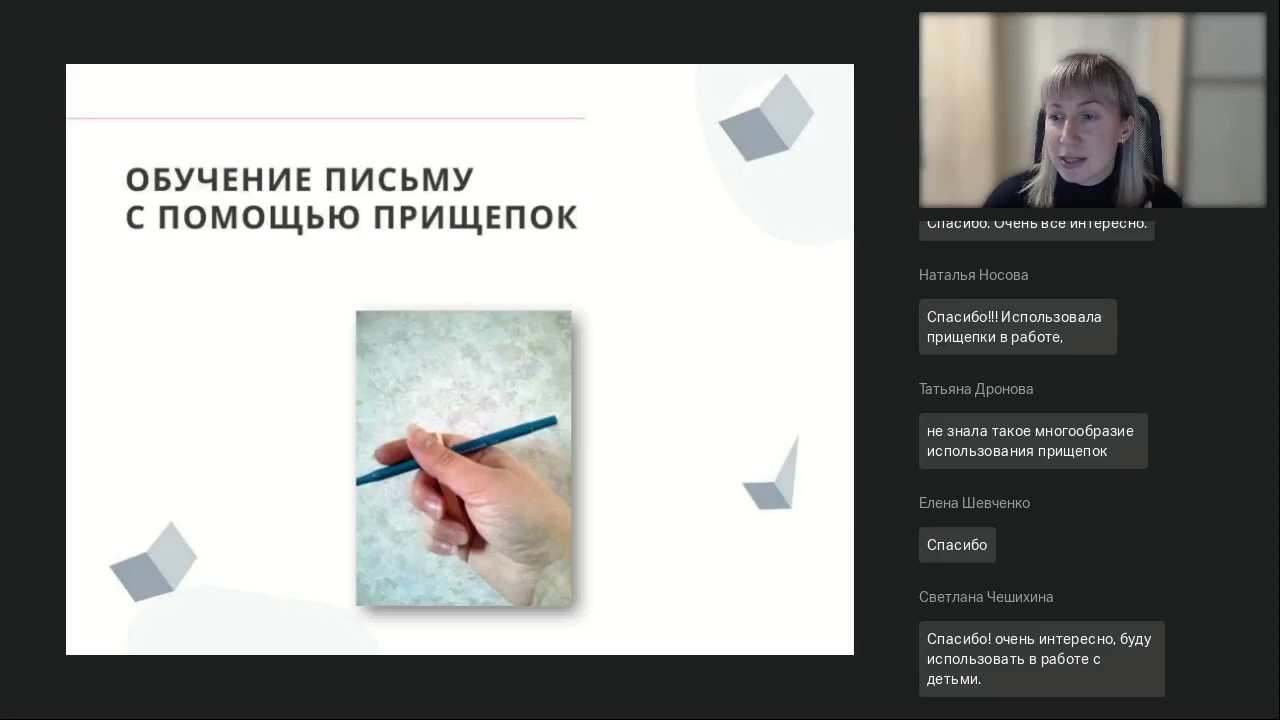 ОБУЧЕНИЕ ПИСЬМУ
С ПОМОЩЬЮ ПРИЩЕПОК
Спасибо. Очень все интересно.
Наталья Носова
Спасибо!!! Использовала
прищепки в работе,
Татьяна Дронова
не знала такое многообразие
использования прищепок
Елена Шевченко
Спасибо
Светлана Чешихина
Спасибо! очень интересно, буду
использовать в работе с
детьми.